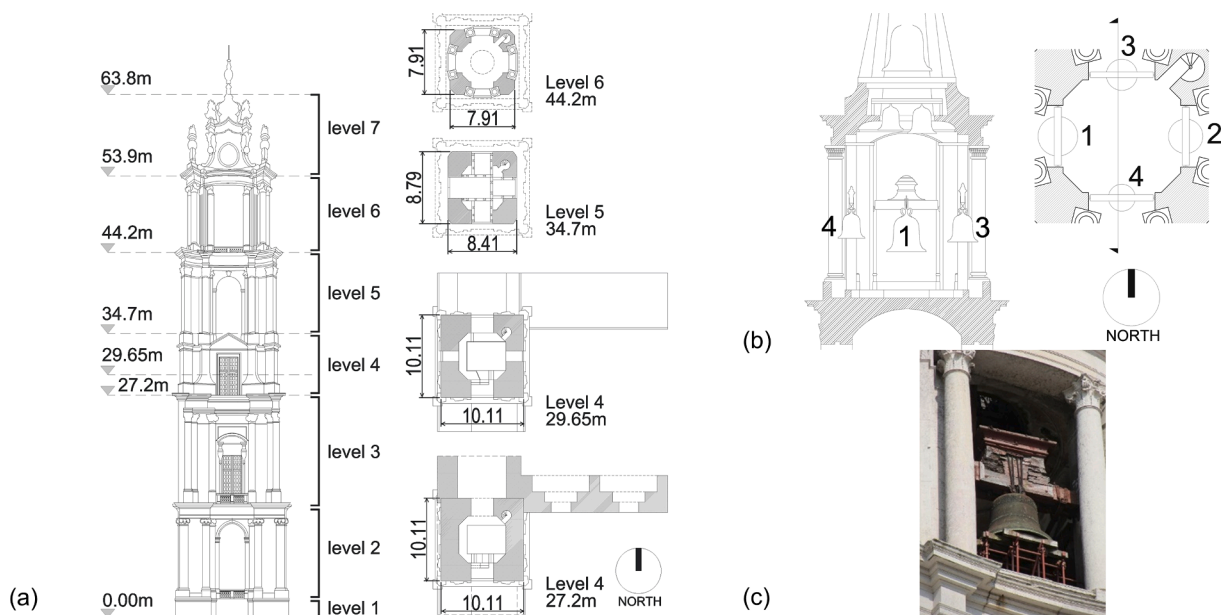 63.8m
level 7
53.9m
level 6
44.2m
level 5
34.7m
29.65m
level 4
27.2m
level 3
level 2
0.00m
level 1
(a)
7.91
7.91
Level 6
44.2m
8.79
8.41
Level 5
34.7m
10.11
10.11
Level 4
29.65m
10.11
10.11
Level 4
27.2m
NORTH
4
1
3
3
1
2
4
(b)
NORTH
(c)